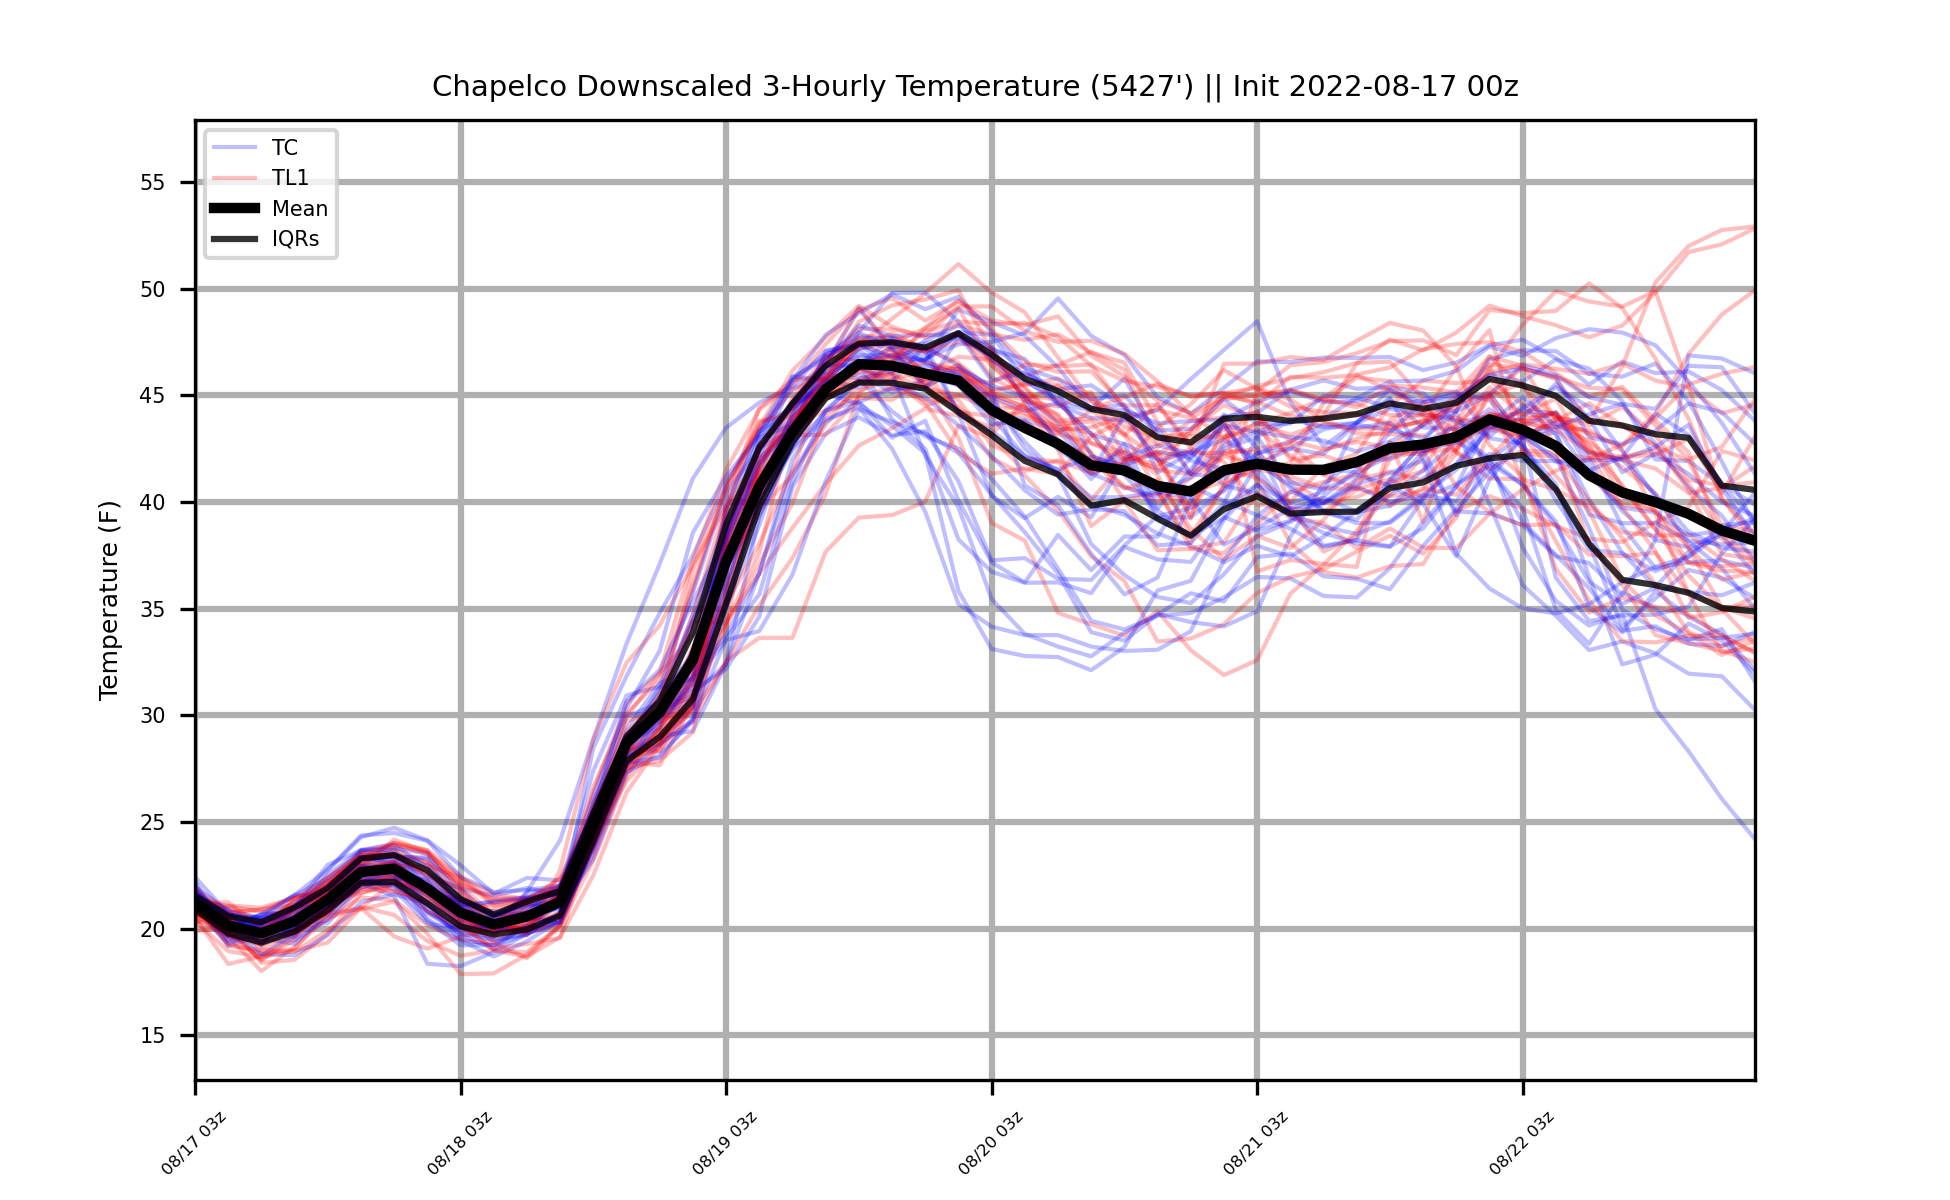 Chapelco Downscaled 3-Hourly Temperature (5427') || Init 2022-08-17 00z
TC
TL1
Mean
IQRs
Temperature (F)
55
50
45
40
35
30
25
20
15
08/17 03z
08/18 03z
08/19 03z
08/20 03z
08/21 03z
08/22 03z